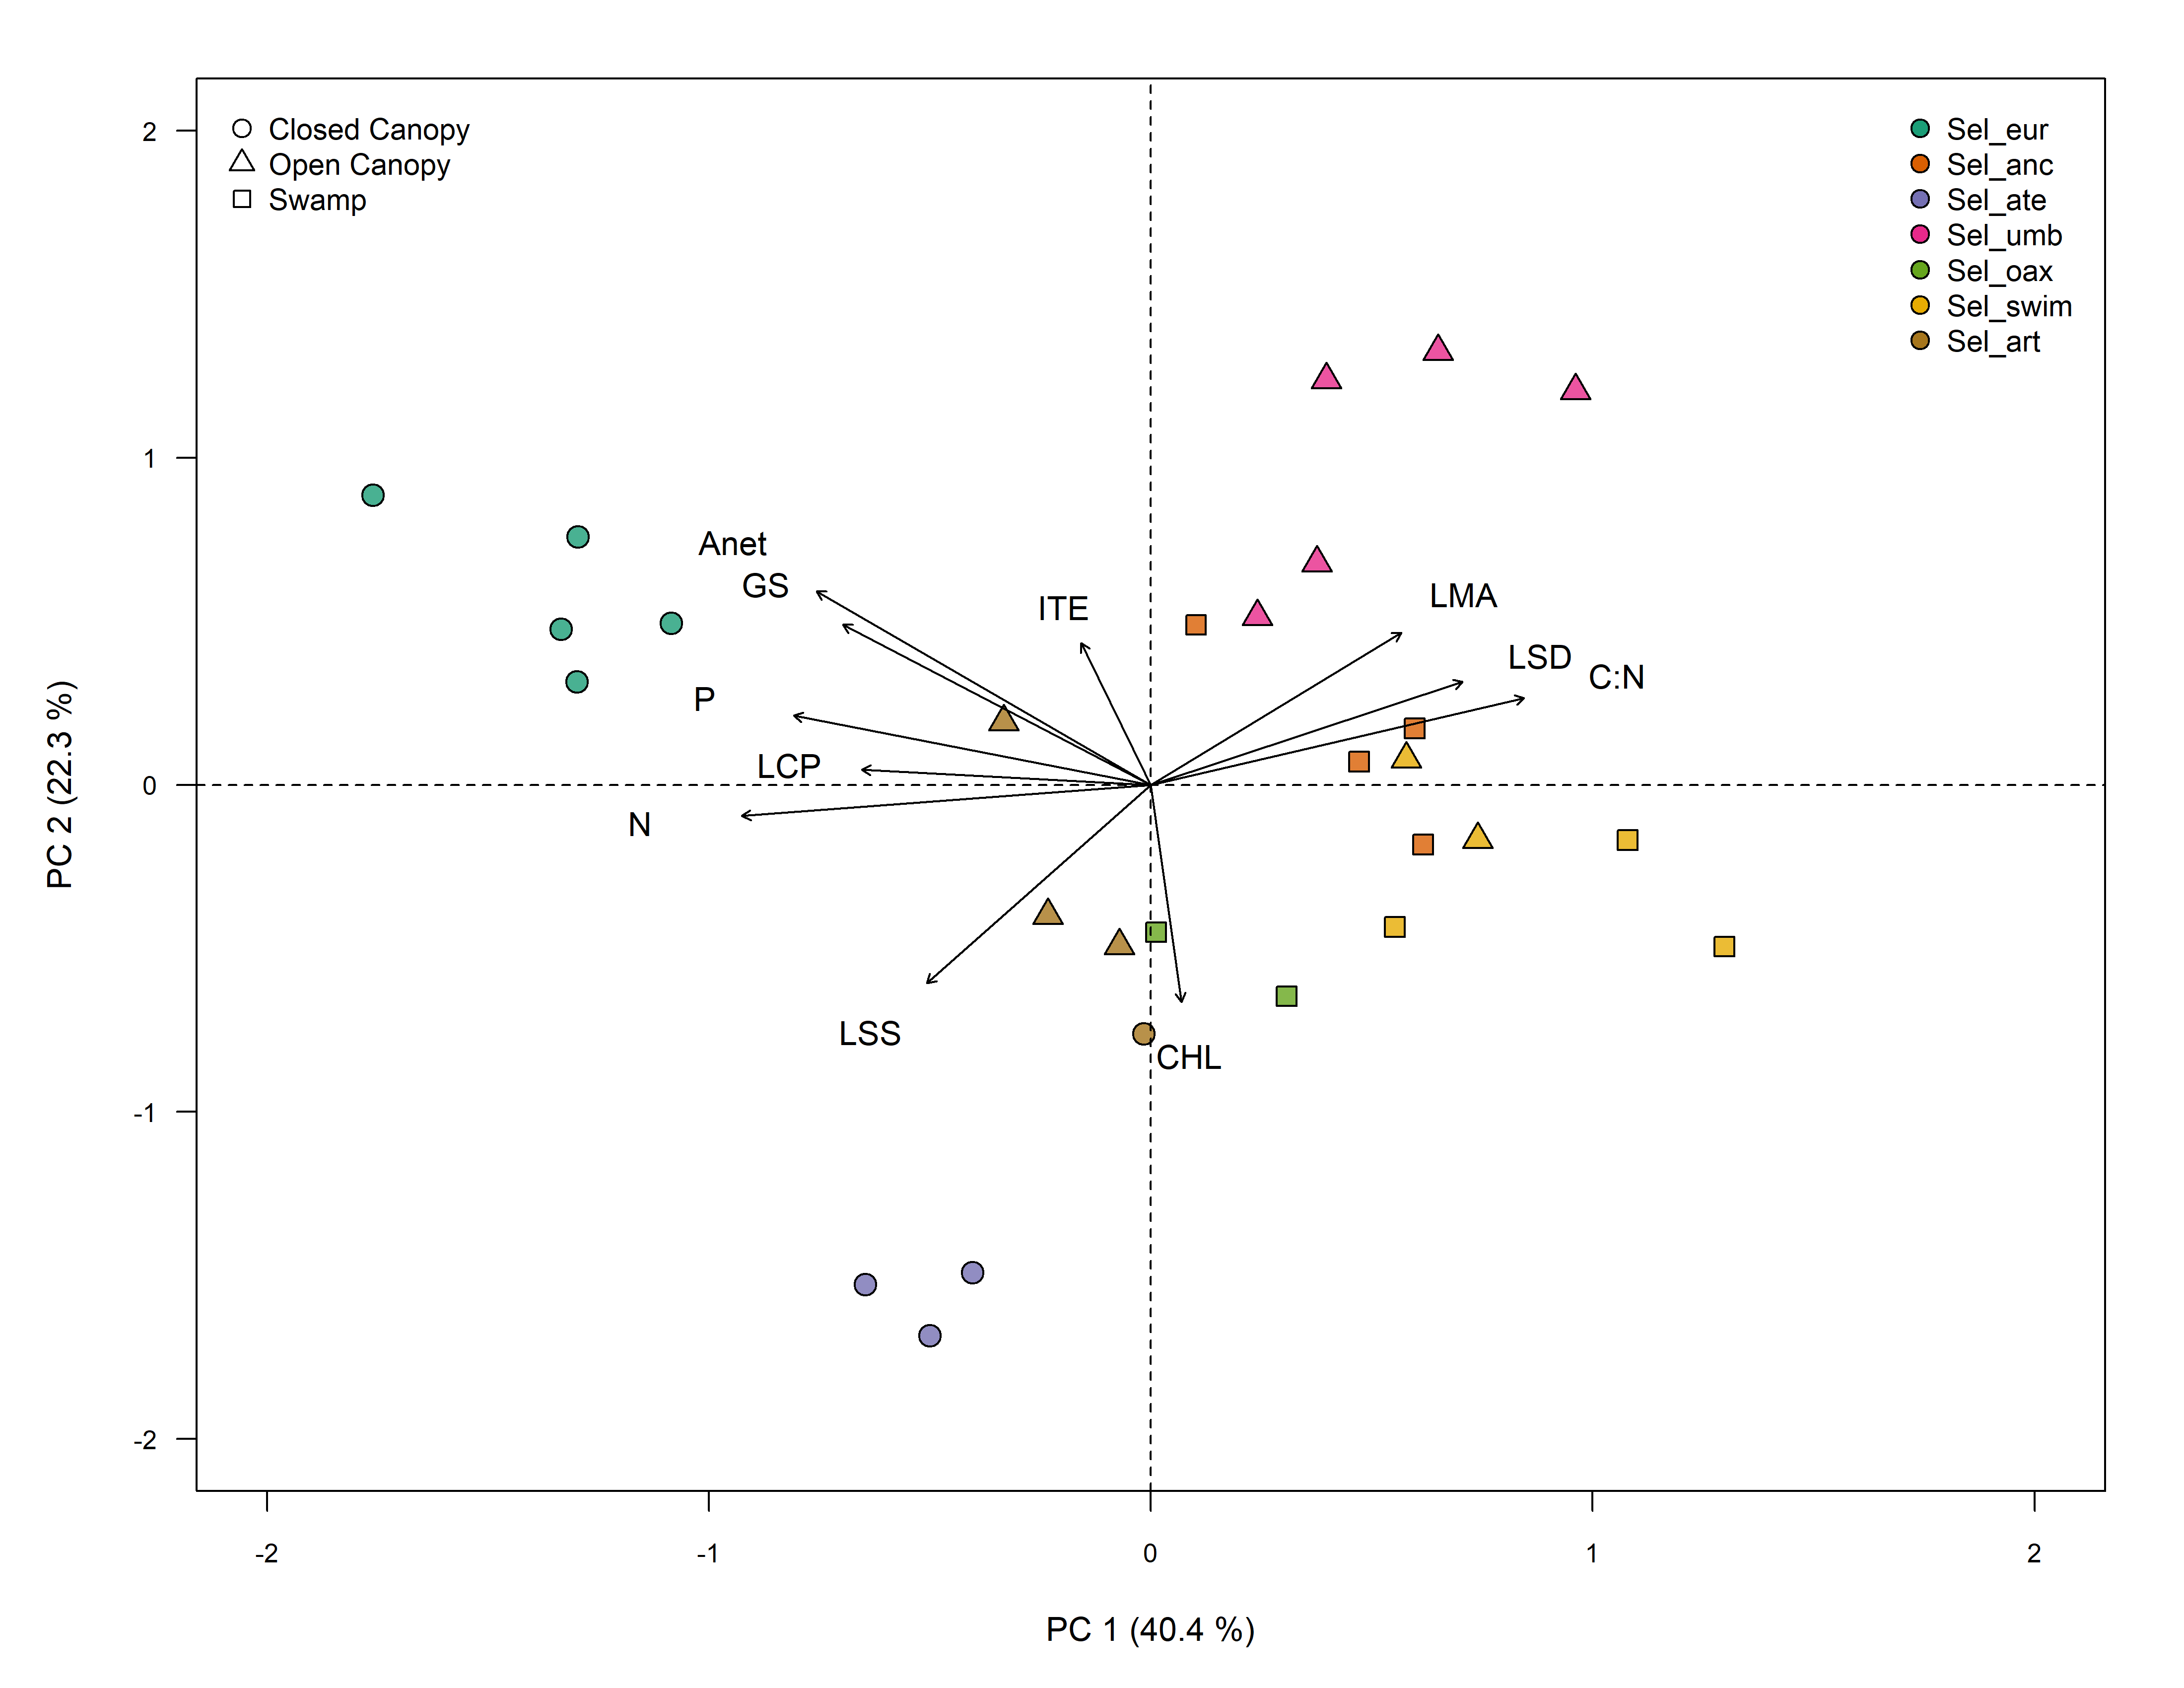 Closed Canopy
Open Canopy
Swamp
Sel_eur
Sel_anc
Sel_ate
Sel_umb
Sel_oax
Sel_swim
Sel_art
2
1
0
-1
-2
PC 2 (22.3 %)
Anet
GS
ITE
LMA
LSD
C:N
P
LCP
N
LSS
CHL
-2
-1
0
1
2
PC 1 (40.4 %)